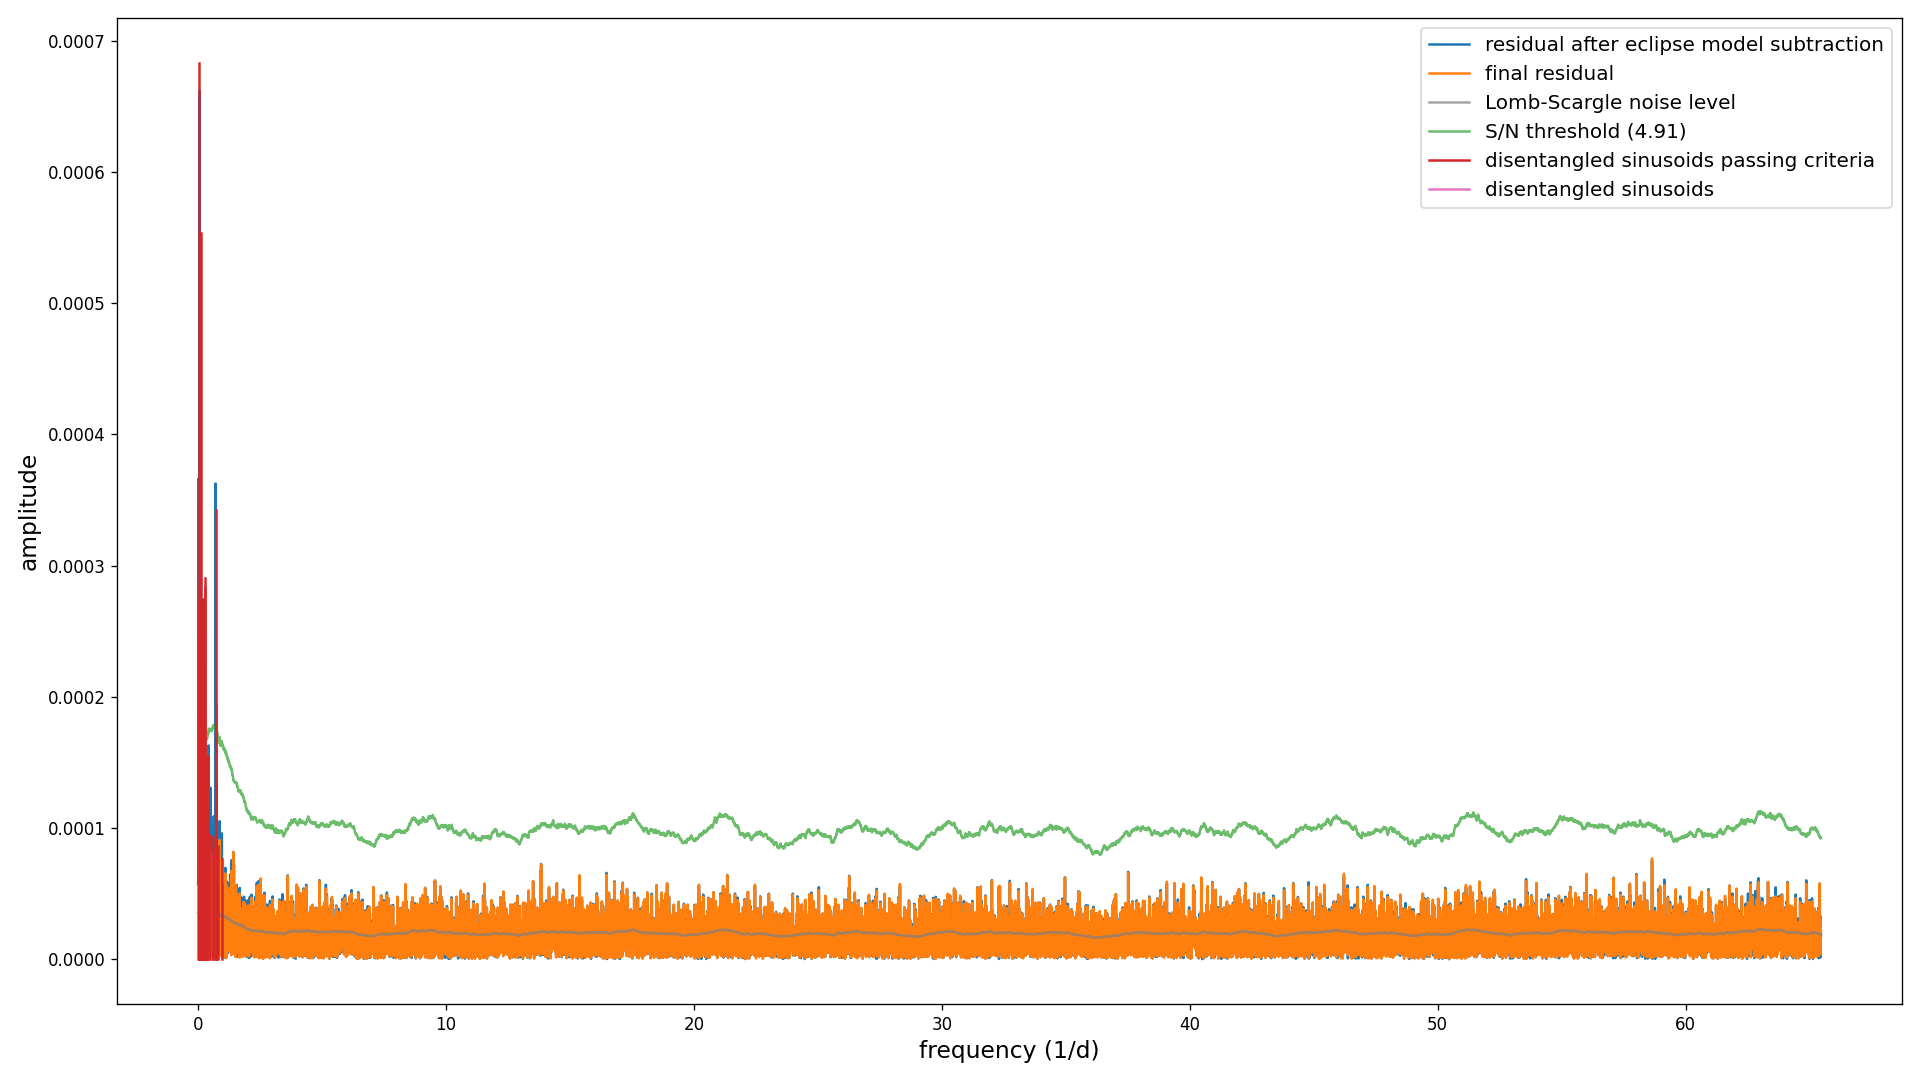 0.0007
0.0006
0.0005
0.0004
0.0003
0.0002
0.0001
0.0000
amplitude
0
10
20
30
40
50
60
frequency (1/d)
residual after eclipse model subtraction
final residual
Lomb-Scargle noise level
S/N threshold (4.91)
disentangled sinusoids passing criteria
disentangled sinusoids